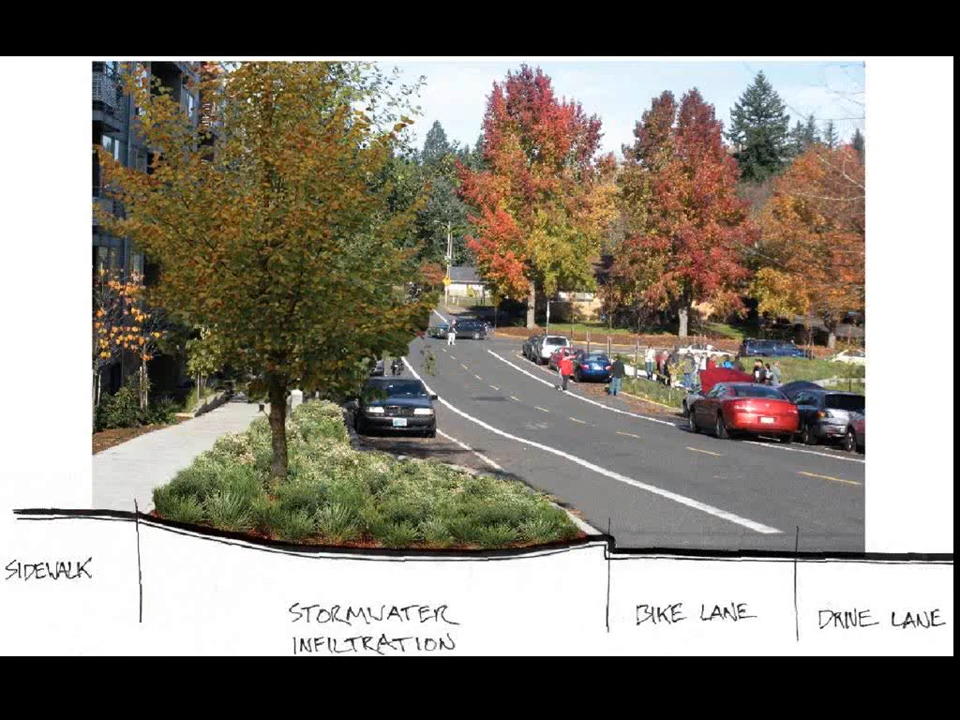 SIDEWALK
STORMWATER
INFILTRATION
BIKE LANE
DRIVE LANE